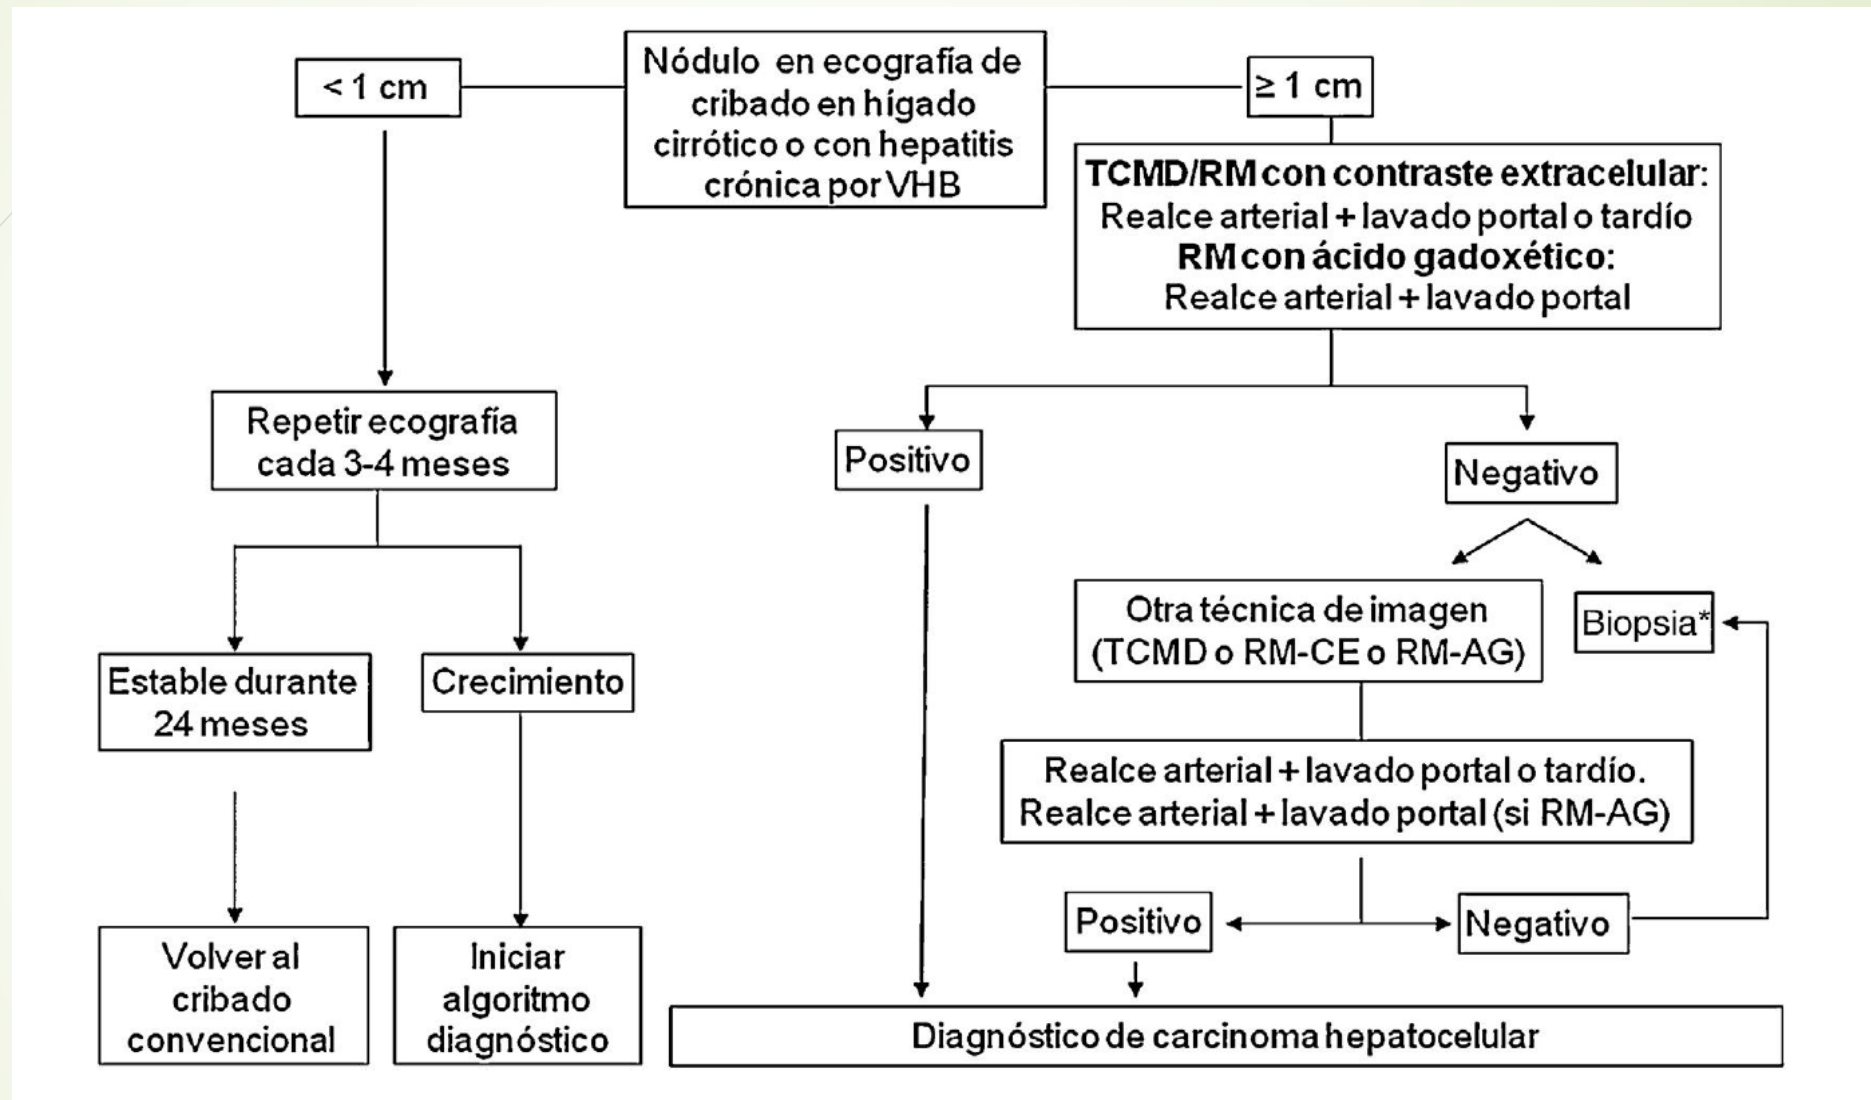 Nódulo en ecografía de
cribado en hígado
cirrótico o con hepatitis
crónica por VHB
< 1 cm
≥ 1 cm
TCMD/RM con contraste extracelular:
Realce arterial + lavado portal o tardío
RM con ácido gadoxético:
Realce arterial + lavado portal
Repetir ecografía
cada 3-4 meses
Positivo
Negativo
Otra técnica de imagen
(TCMD o RM-CE o RM-AG)
Biopsia*
Estable durante
24 meses
Crecimiento
Realce arterial + lavado portal o tardío.
Realce arterial + lavado portal (si RM-AG)
Positivo
Negativo
Volver al
cribado
convencional
Iniciar
algoritmo
diagnóstico
Diagnóstico de carcinoma hepatocelular